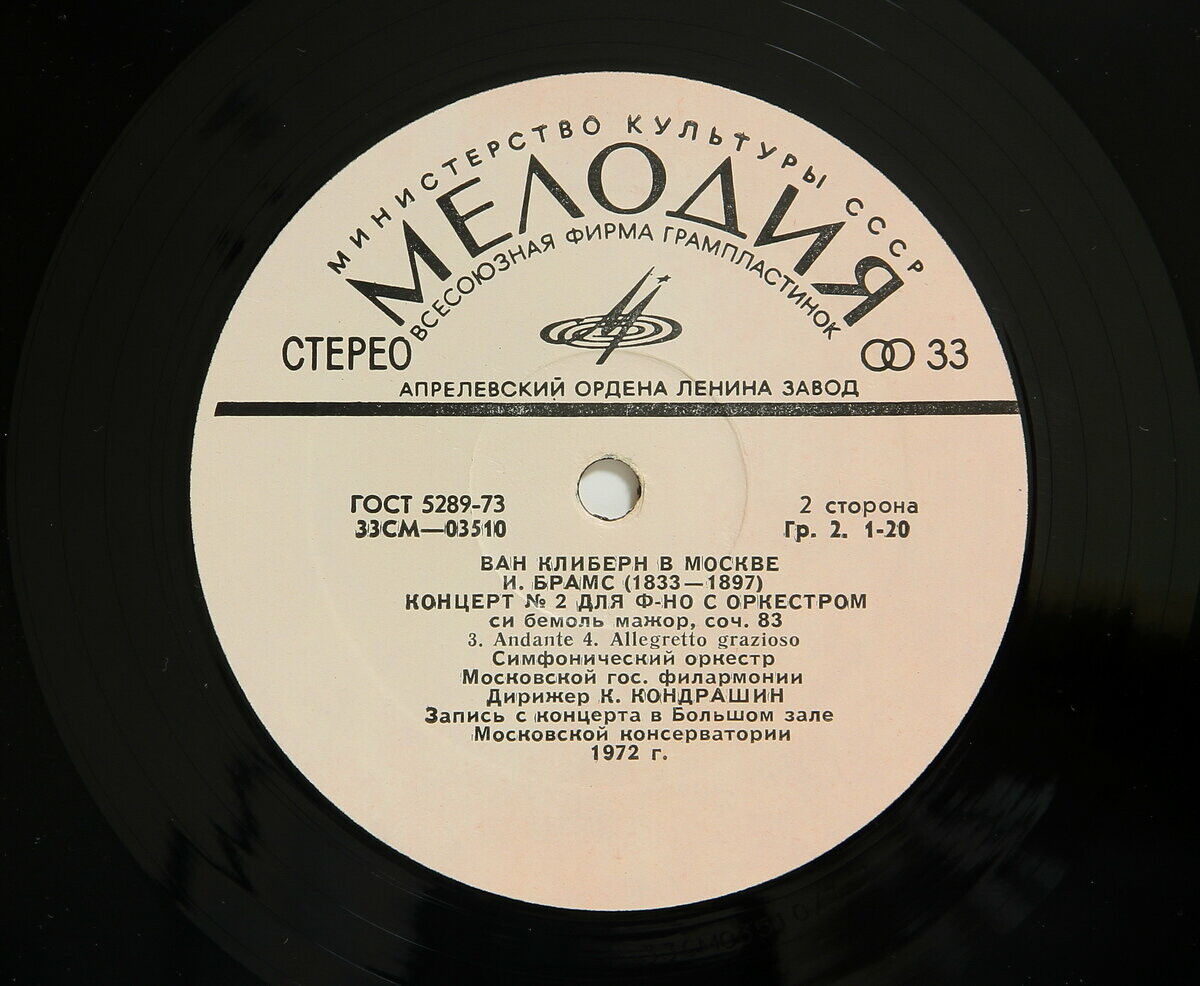 МИНИСТЕРСТВО КУЛЬТУРЫ СССР
МЕЛОДИЯ
ВСЕСОЮЗНАЯ ФИРМА ГРАМПЛАСТИНОК
СТЕРЕО 33
АПРЕЛЕВСКИЙ ОРДЕНА ЛЕНИНА ЗАВОД
ГОСТ 5289-73 2 сторона
33СМ—03510 Гр. 2. 1-20
ВАН КЛИБЕРН В МОСКВЕ
И. БРАМС (1833—1897)
КОНЦЕРТ № 2 ДЛЯ Ф-НО С ОРКЕСТРОМ
си бемоль мажор, соч. 83
3. Andante 4. Allegretto grazioso
Симфонический оркестр
Московской гос. филармонии
Дирижер К. КОНДРАШИН
Запись с концерта в Большом зале
Московской консерватории
1972 г.